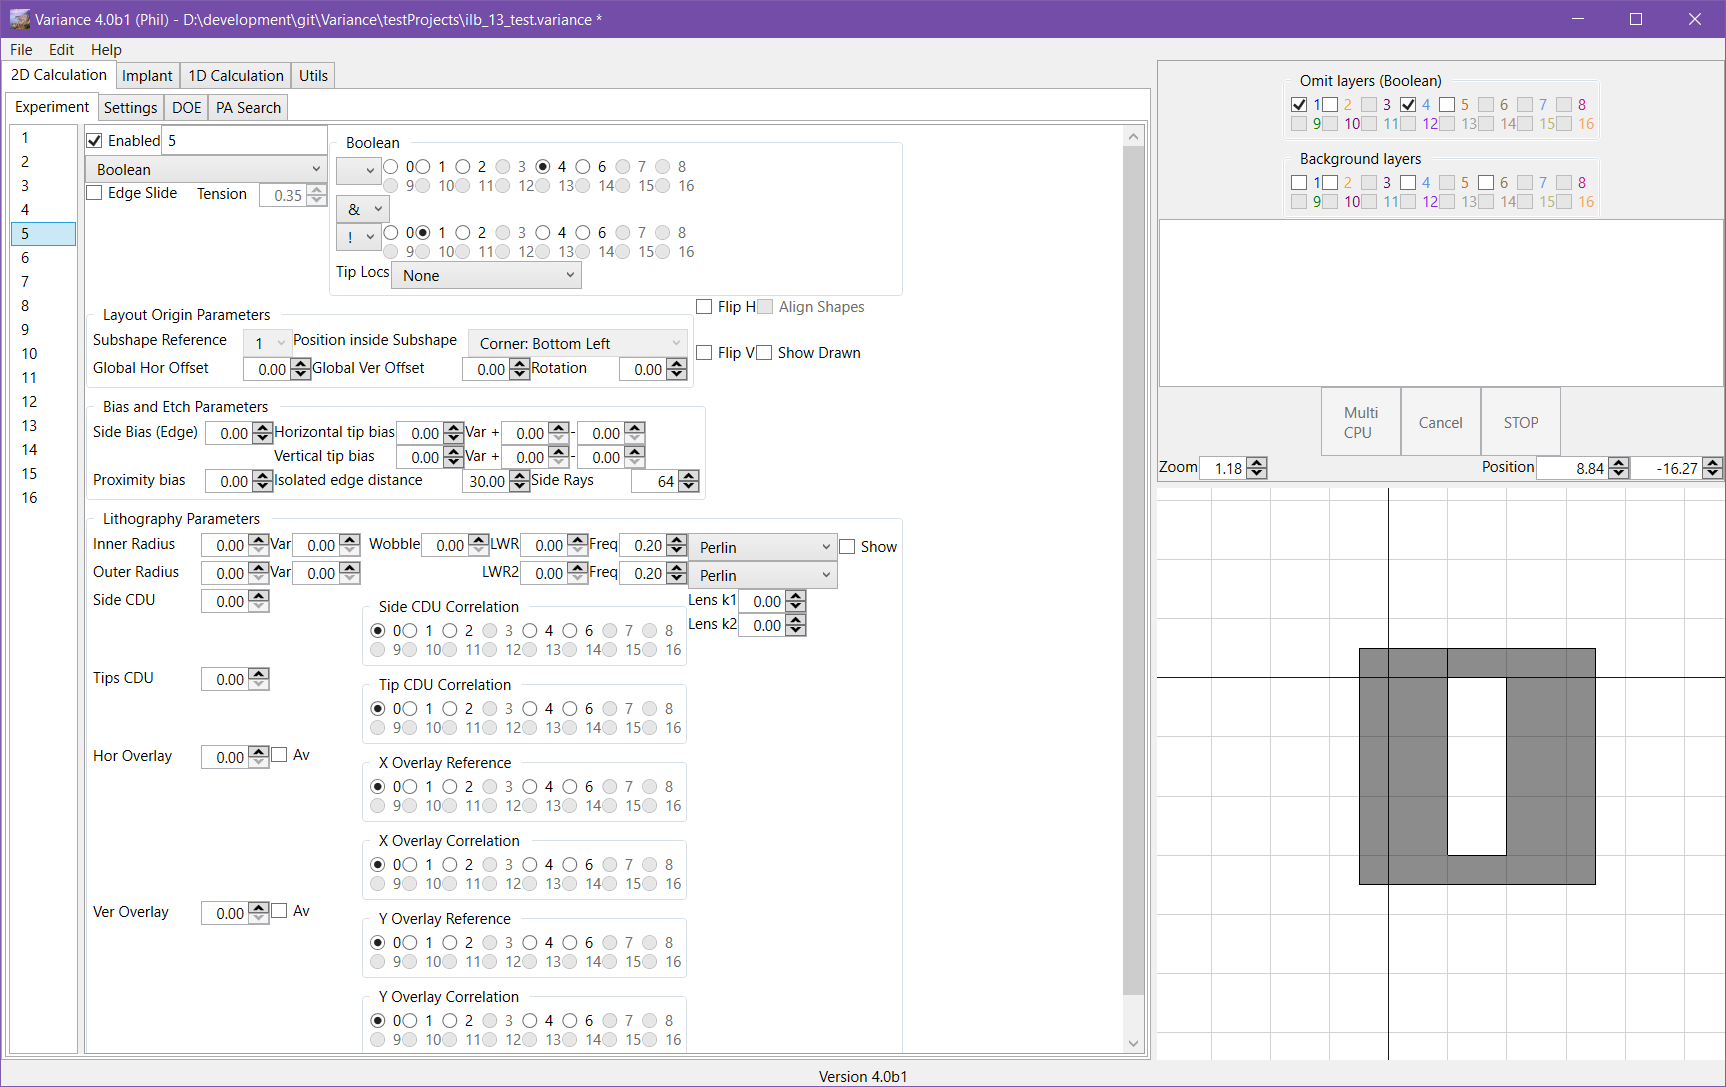 Variance 4.0b1 (Phil) - D:\development\git\Variance\testProjects\ilb_13_test.variance *
File Edit Help
2D Calculation Implant 1D Calculation Utils
Experiment Settings DOE PA Search
1
2
3
4
5
6
7
8
9
10
11
12
13
14
15
16
Enabled 5
Boolean
Edge Slide Tension 0.35
Boolean
0 1 2 3 4 6 7 8
9 10 11 12 13 14 15 16
&
! 0 1 2 3 4 6 7 8
9 10 11 12 13 14 15 16
Tip Locs None
Layout Origin Parameters
Subshape Reference 1 Position inside Subshape Corner: Bottom Left
Global Hor Offset 0.00 Global Ver Offset 0.00 Rotation 0.00
Flip H Align Shapes
Flip V Show Drawn
Bias and Etch Parameters
Side Bias (Edge) 0.00 Horizontal tip bias 0.00 Var + 0.00 - 0.00
Vertical tip bias 0.00 Var + 0.00 - 0.00
Proximity bias 0.00 Isolated edge distance 30.00 Side Rays 64
Lithography Parameters
Inner Radius 0.00 Var 0.00 Wobble 0.00 LWR 0.00 Freq 0.20 Perlin Show
Outer Radius 0.00 Var 0.00 LWR2 0.00 Freq 0.20 Perlin
Side CDU 0.00
Side CDU Correlation
0 1 2 3 4 6 7 8
9 10 11 12 13 14 15 16
Lens k1 0.00
Lens k2 0.00
Tips CDU 0.00
Tip CDU Correlation
0 1 2 3 4 6 7 8
9 10 11 12 13 14 15 16
Hor Overlay 0.00 Av
X Overlay Reference
0 1 2 3 4 6 7 8
9 10 11 12 13 14 15 16
X Overlay Correlation
0 1 2 3 4 6 7 8
9 10 11 12 13 14 15 16
Ver Overlay 0.00 Av
Y Overlay Reference
0 1 2 3 4 6 7 8
9 10 11 12 13 14 15 16
Y Overlay Correlation
0 1 2 3 4 6 7 8
9 10 11 12 13 14 15 16
Omit layers (Boolean)
1 2 3 4 5 6 7 8
9 10 11 12 13 14 15 16
Background layers
1 2 3 4 5 6 7 8
9 10 11 12 13 14 15 16
Multi CPU
Cancel
STOP
Zoom 1.18 Position 8.84 -16.27
Version 4.0b1